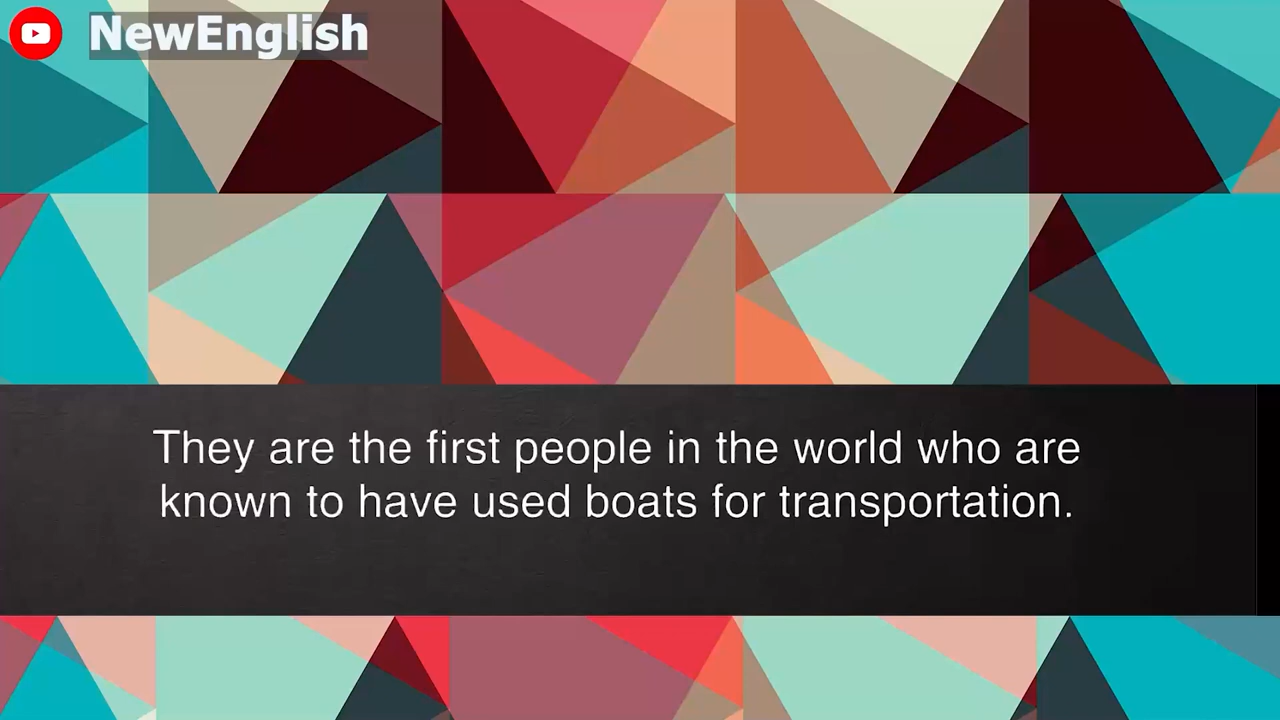 NewEnglish
They are the first people in the world who are
known to have used boats for transportation.